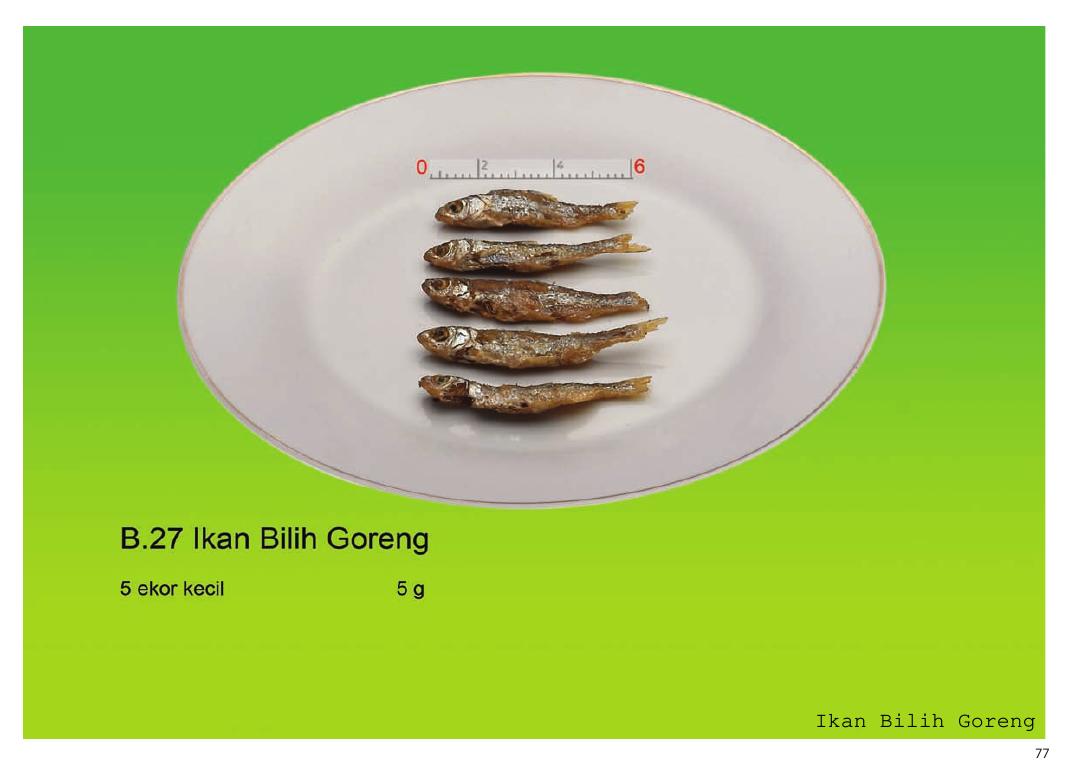 0 2 4 6
B.27 Ikan Bilih Goreng
5 ekor kecil 5 g
Ikan Bilih Goreng
77